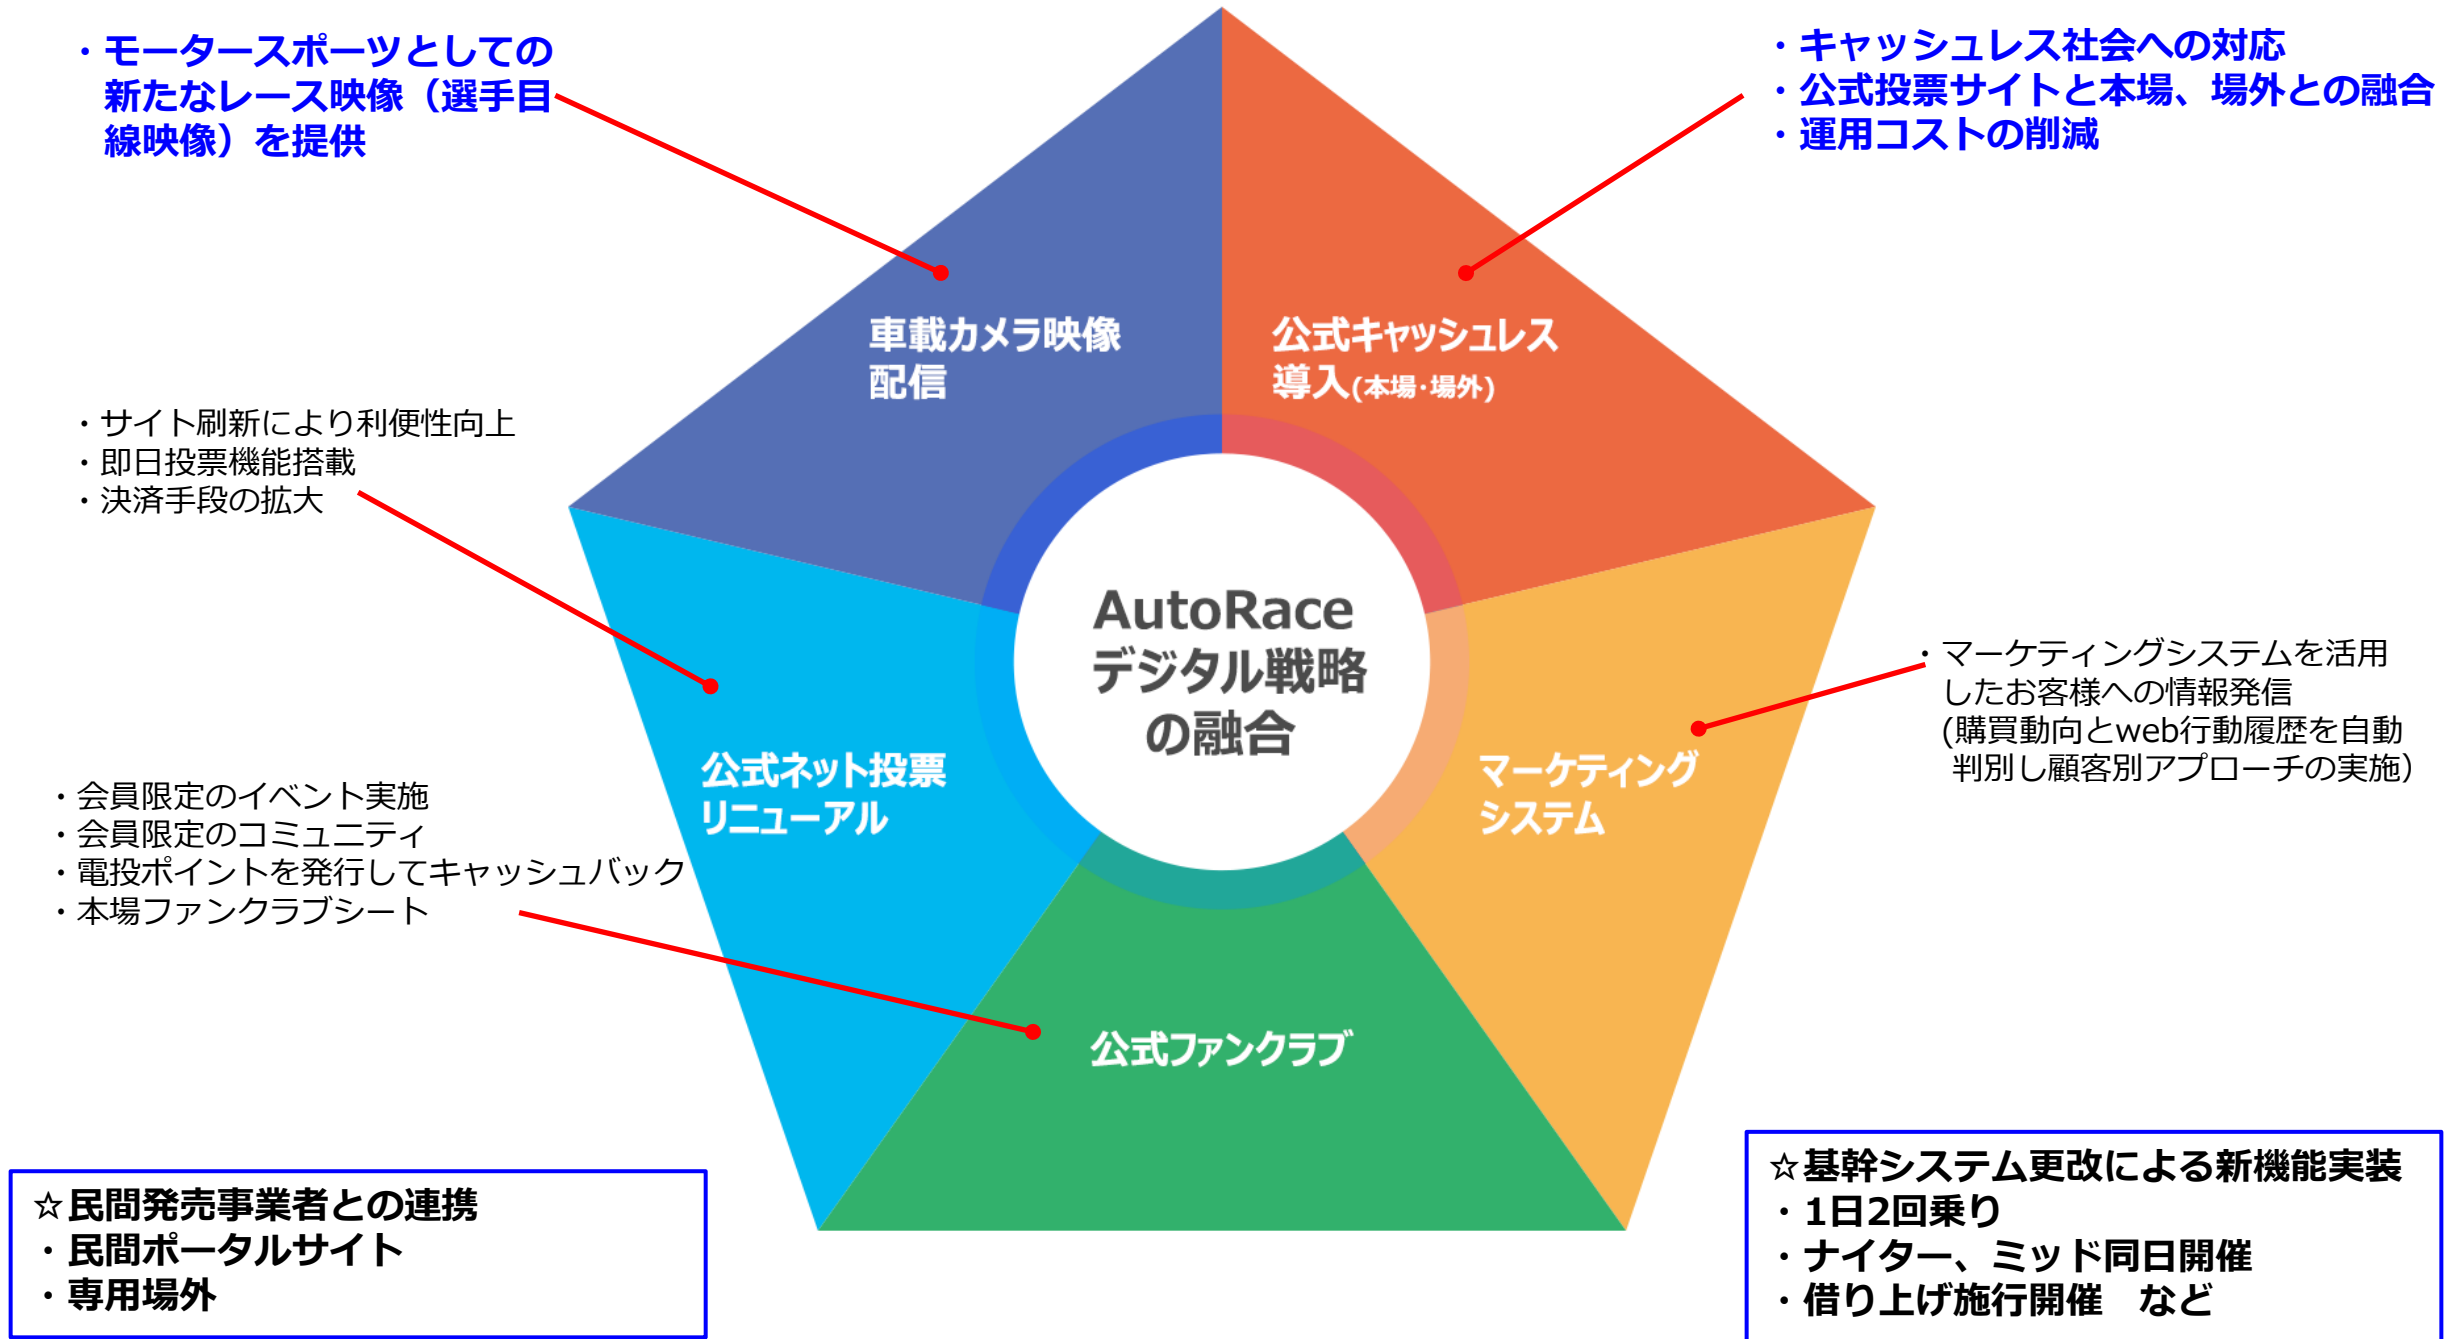 ・モータースポーツとしての
新たなレース映像（選手目
線映像）を提供
・キャッシュレス社会への対応
・公式投票サイトと本場、場外との融合
・運用コストの削減
車載カメラ映像
配信
公式キャッシュレス
導入(本場･場外)
・サイト刷新により利便性向上
・即日投票機能搭載
・決済手段の拡大
AutoRace
デジタル戦略
の融合
・マーケティングシステムを活用
したお客様への情報発信
(購買動向とweb行動履歴を自動
判別し顧客別アプローチの実施)
公式ネット投票
リニューアル
マーケティング
システム
・会員限定のイベント実施
・会員限定のコミュニティ
・電投ポイントを発行してキャッシュバック
・本場ファンクラブシート
公式ファンクラブ
☆民間発売事業者との連携
・民間ポータルサイト
・専用場外
☆基幹システム更改による新機能実装
・1日2回乗り
・ナイター、ミッド同日開催
・借り上げ施行開催　など